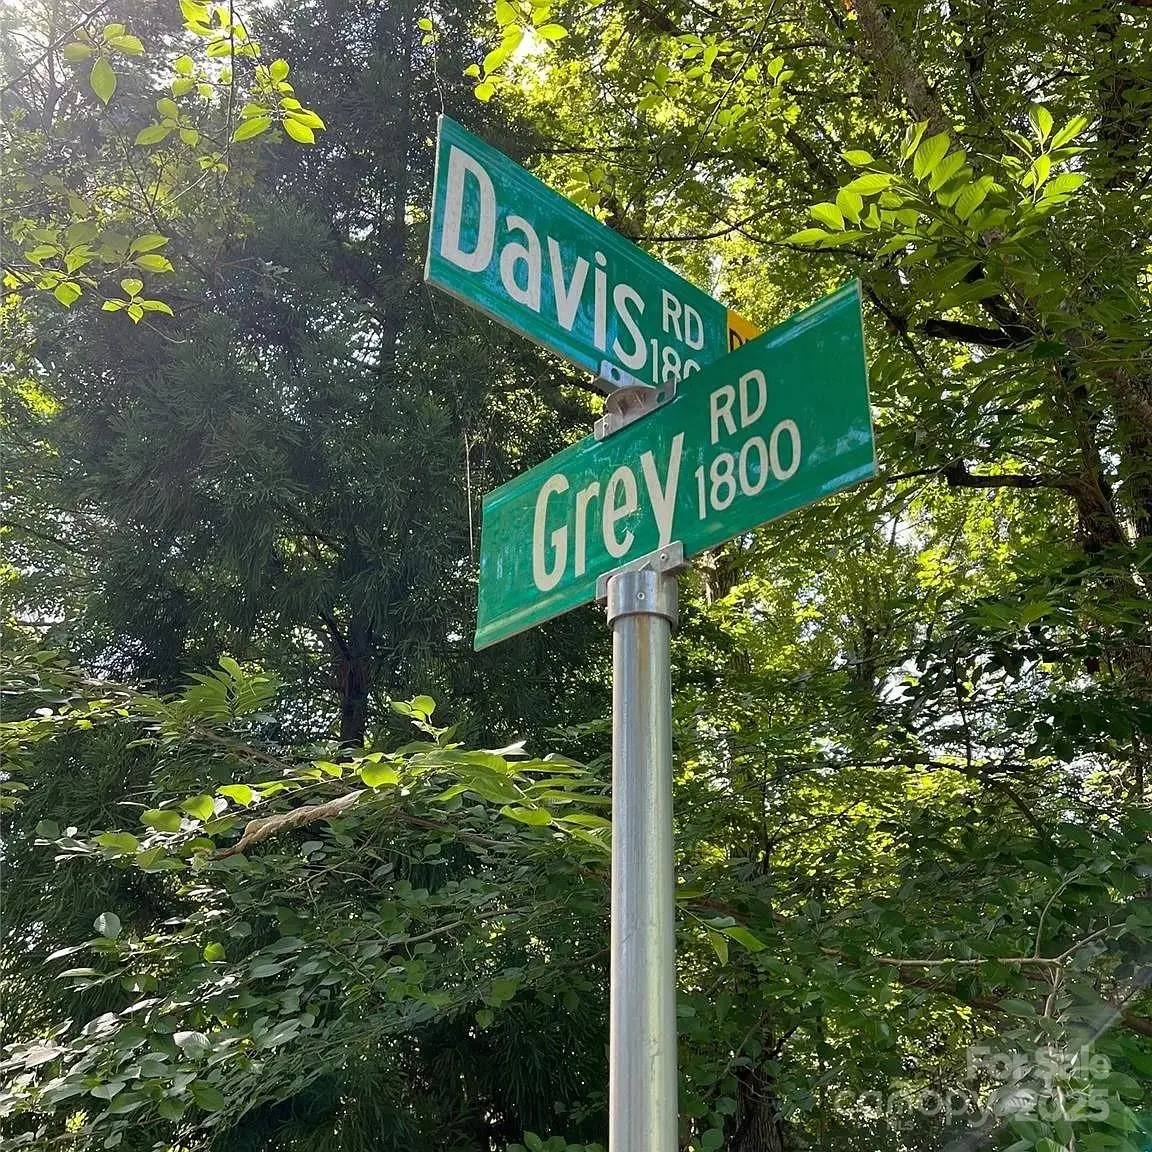 Davis RD
Grey RD
1800
For Sale
canopy 2025